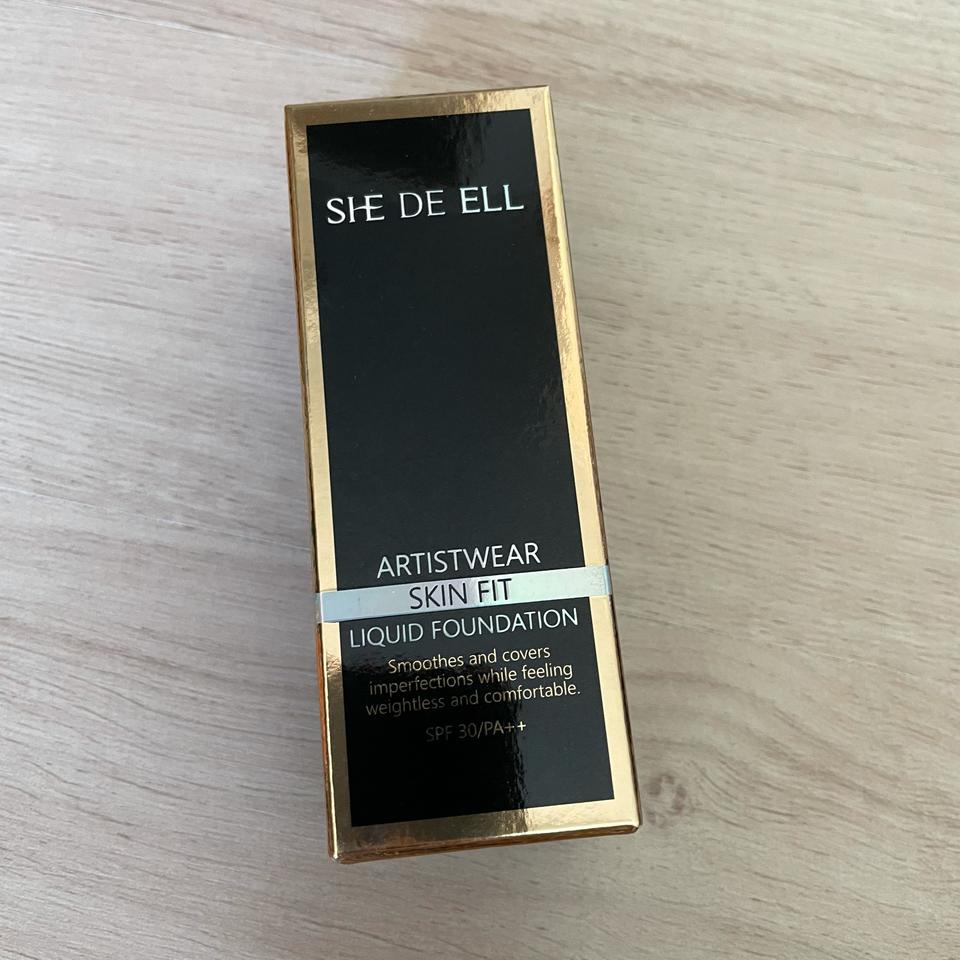 SHE DE ELL
ARTISTWEAR
SKIN FIT
LIQUID FOUNDATION
Smoothes and covers
imperfections while feeling
weightless and comfortable.
SPF 30/PA++